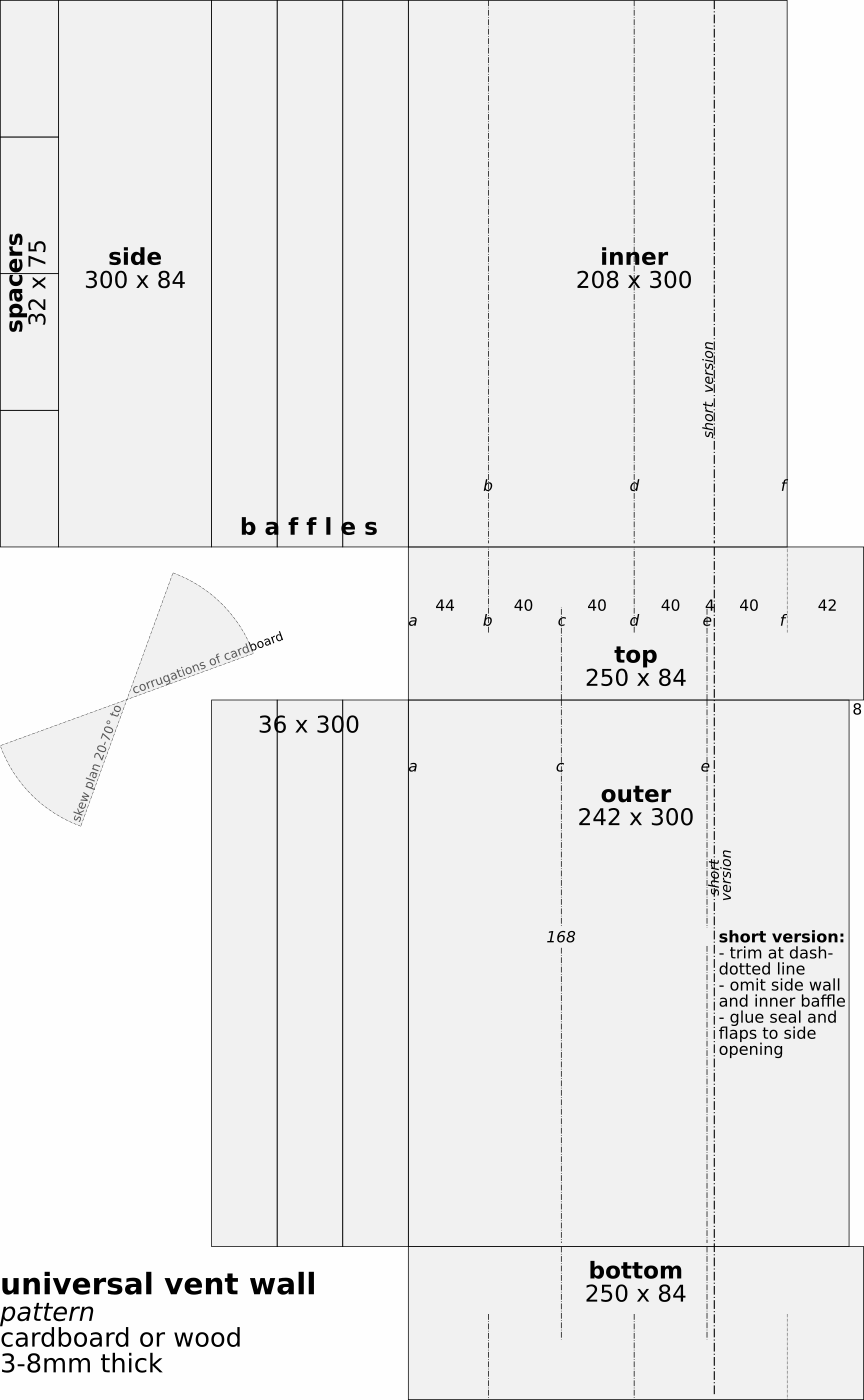 spacers
32 x 75
side
300 x 84
inner
208 x 300
short version
b
d
f
baffles
44
40
40
40
4
40
42
a
b
c
d
e
f
top
250 x 84
corrugations of cardboard
skew plan 20-70° to
36 x 300
8
a
c
e
outer
242 x 300
short
version
168
short version:
- trim at dash-
dotted line
- omit side wall
and inner baffle
- glue seal and
flaps to side
opening
bottom
250 x 84
universal vent wall
pattern
cardboard or wood
3-8mm thick